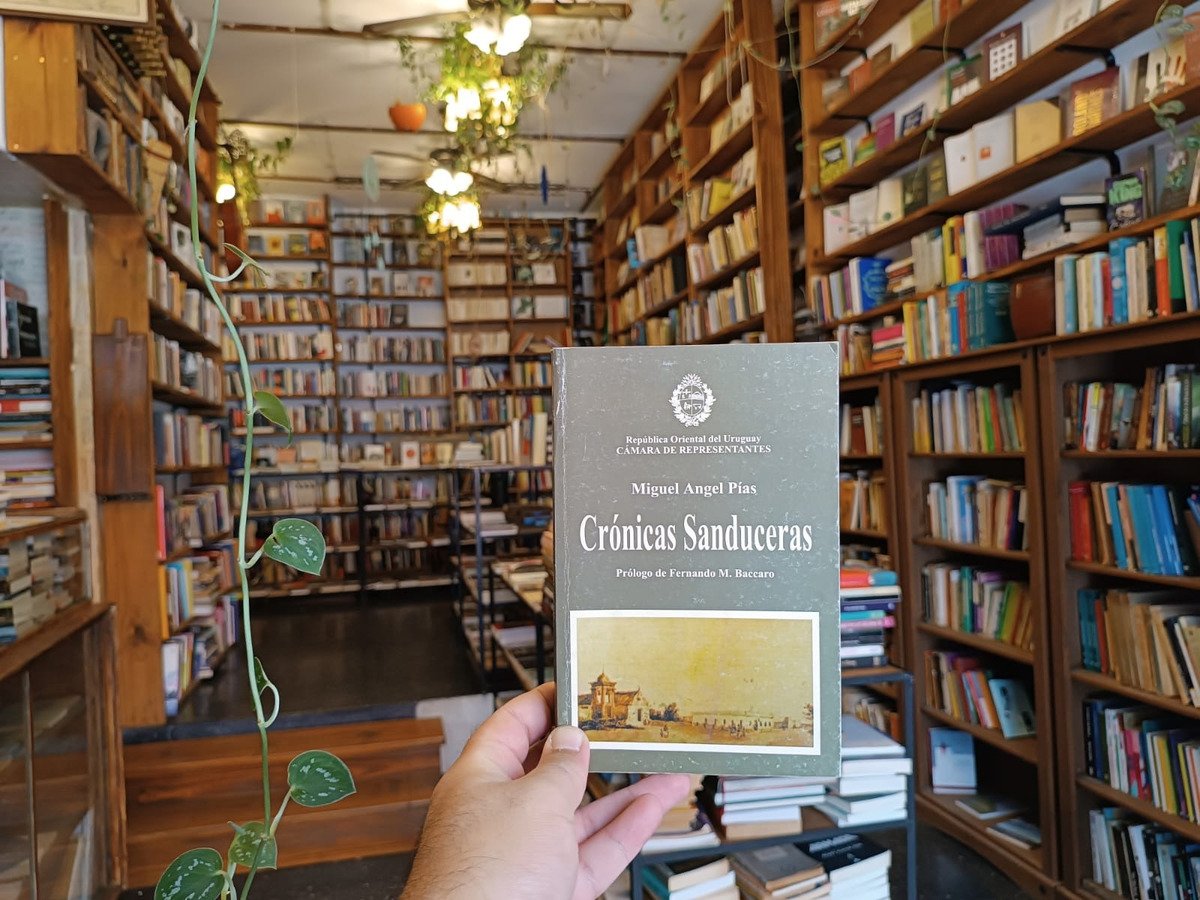 República Oriental del Uruguay
CÁMARA DE REPRESENTANTES
Miguel Angel Pías
Crónicas Sanduceras
Prólogo de Fernando M. Baccaro